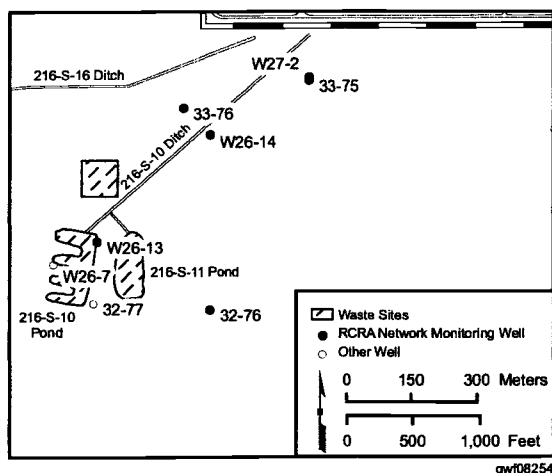 W27-2
216-S-16 Ditch
33-75
33-76
W26-14
216-S-10 Ditch
W26-13
216-S-11 Pond
W26-7
216-S-10
Pond
32-77
32-76
Waste Sites
RCRA Network Monitoring Well
Other Well
0 150 300 Meters
0 500 1,000 Feet
gwf08254